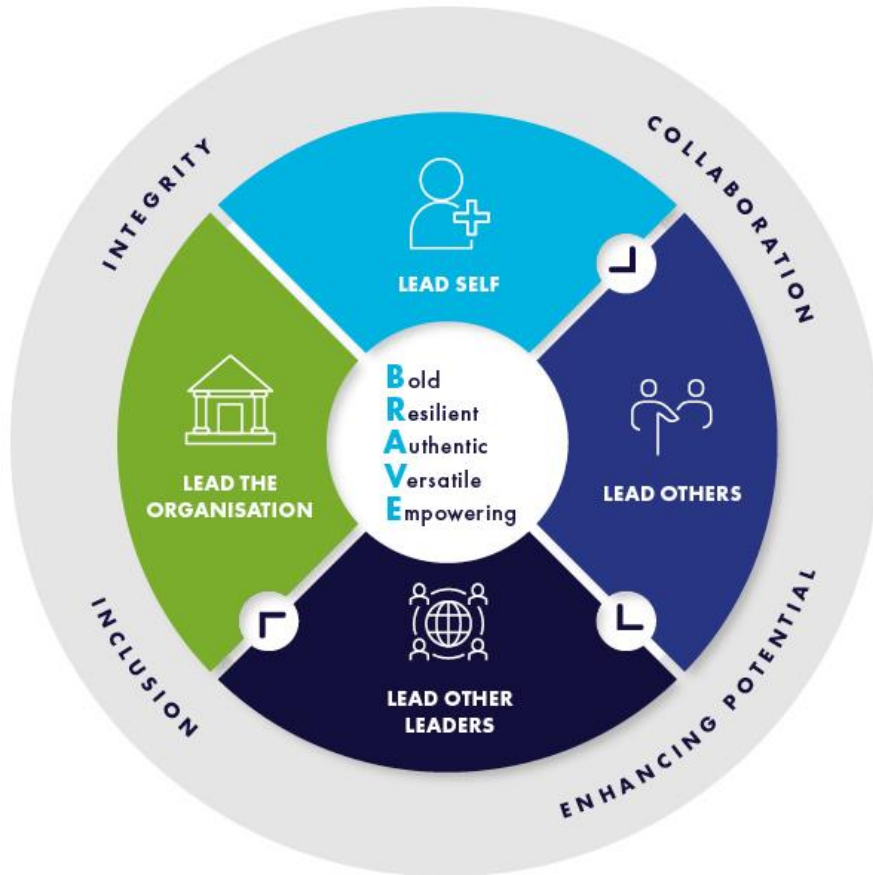 INTEGRITY
COLLABORATION
LEAD SELF
Bold
Resilient
Authentic
Versatile
Empowering
LEAD THE
ORGANISATION
LEAD OTHERS
LEAD OTHER
LEADERS
INCLUSION
ENHANCING POTENTIAL